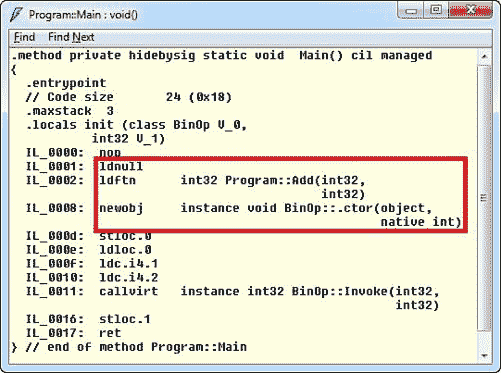 Program::Main : void()
Find Find Next
.method private hidebysig static void  Main() cil managed
{
  .entrypoint
  // Code size       24 (0x18)
  .maxstack  3
  .locals init (class BinOp V_0,
           int32 V_1)
  IL_0000:  nop
  IL_0001:  ldnull
  IL_0002:  ldftn      int32 Program::Add(int32,
                                          int32)
  IL_0008:  newobj     instance void BinOp::.ctor(object,
                                                  native int)
  IL_000d:  stloc.0
  IL_000e:  ldloc.0
  IL_000f:  ldc.i4.1
  IL_0010:  ldc.i4.2
  IL_0011:  callvirt   instance int32 BinOp::Invoke(int32,
                                                    int32)
  IL_0016:  stloc.1
  IL_0017:  ret
} // end of method Program::Main